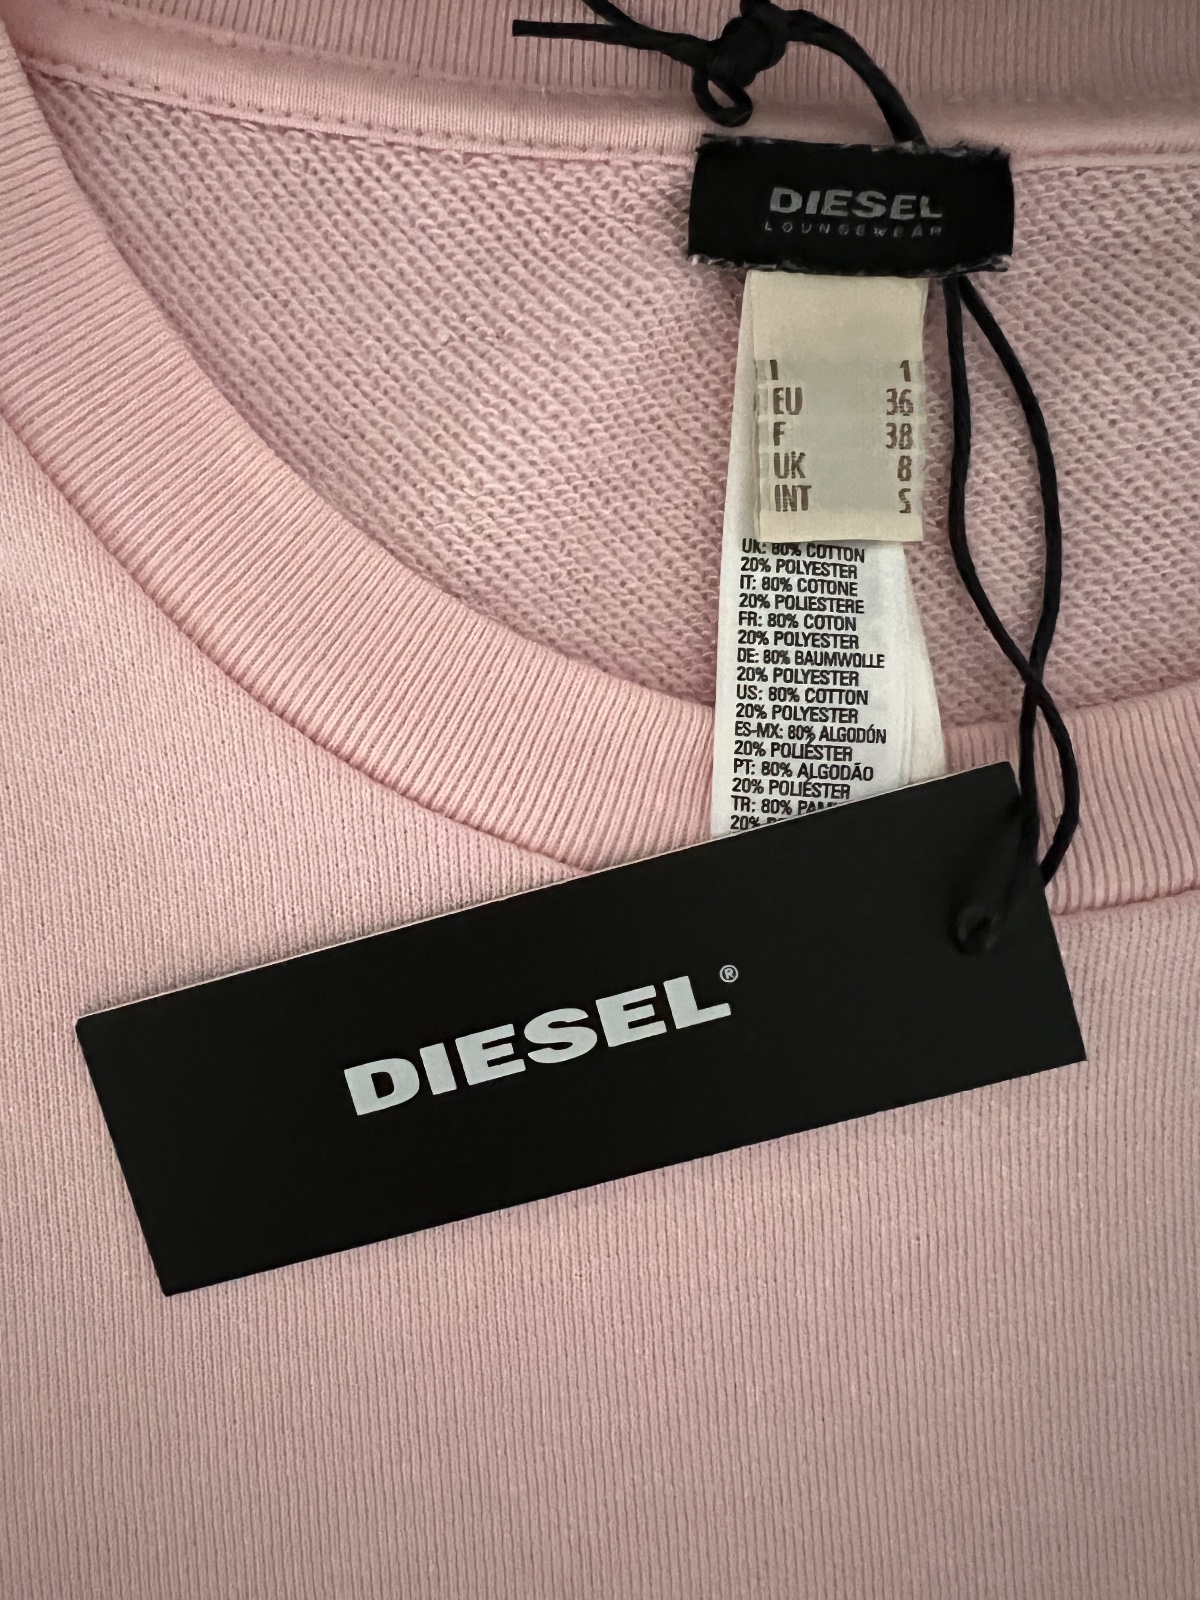 DIESEL
LOUNGEWEAR
I 1
EU 36
F 38
UK 8
INT S
UK: 80% COTTON
20% POLYESTER
IT: 80% COTONE
20% POLIESTERE
FR: 80% COTON
20% POLYESTER
DE: 80% BAUMWOLLE
20% POLYESTER
US: 80% COTTON
20% POLYESTER
ES-MX: 80% ALGODÓN
20% POLIÉSTER
PT: 80% ALGODÃO
20% POLIÉSTER
TR: 80%
20%
DIESEL®